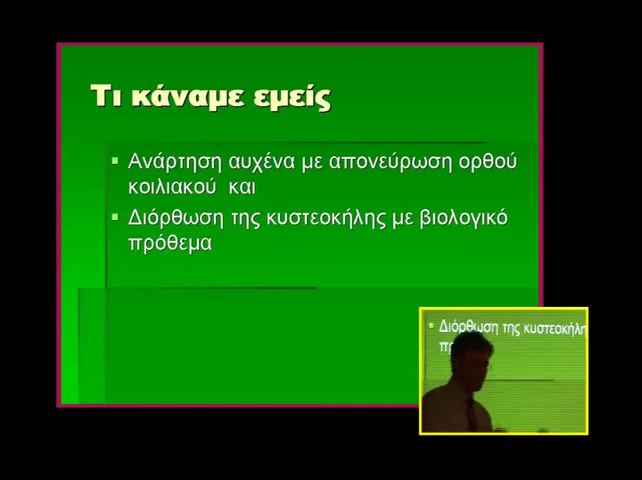 Τι κάναμε εμείς
Ανάρτηση αυχένα με απονεύρωση ορθού
κοιλιακού και
Διόρθωση της κυστεοκήλης με βιολογικό
πρόθεμα
Διόρθωση της κυστεοκήλη